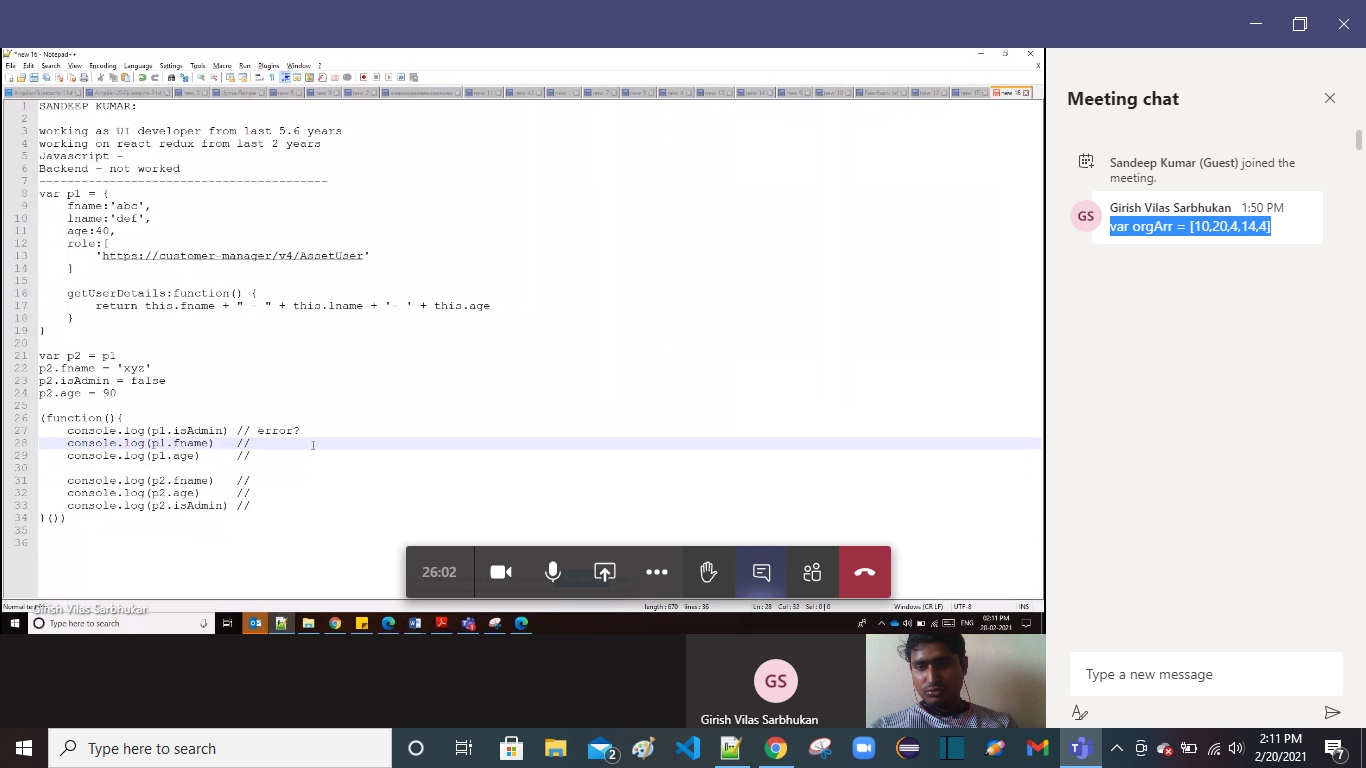 *new 16 - Notepad++
File Edit Search View Encoding Language Settings Tools Macro Run Plugins Window ?
X
new 16
1 SANDEEP KUMAR:
2
3 working as UI developer from last 5.6 years
4 working on react redux from last 2 years
5 Javascript -
6 Backend - not worked
7 -----------------------------------------
8 var p1 = {
9 fname:'abc',
10 lname:'def',
11 age:40,
12 role:[
13 'https://customer-manager/v4/AssetUser'
14 ]
15
16 getUserDetails:function() {
17 return this.fname + " - " + this.lname + '- ' + this.age
18 }
19 }
20
21 var p2 = p1
22 p2.fname = 'xyz'
23 p2.isAdmin = false
24 p2.age = 90
25
26 (function(){
27 console.log(p1.isAdmin) // error?
28 console.log(p1.fname) //
29 console.log(p1.age) //
30
31 console.log(p2.fname) //
32 console.log(p2.age) //
33 console.log(p2.isAdmin) //
34 }())
35
36
26:02
length : 670 lines : 36
Ln : 28 Col : 32 Sel : 0 | 0
Windows (CR LF)
UTF-8
INS
Girish Vilas Sarbhukan
Type here to search
ENG
02:11 PM
20-02-2021
GS
Girish Vilas Sarbhukan
Meeting chat
Sandeep Kumar (Guest) joined the
meeting.
GS
Girish Vilas Sarbhukan 1:50 PM
var orgArr = [10,20,4,14,4]
Type a new message
Type here to search
2
2:11 PM
2/20/2021
7